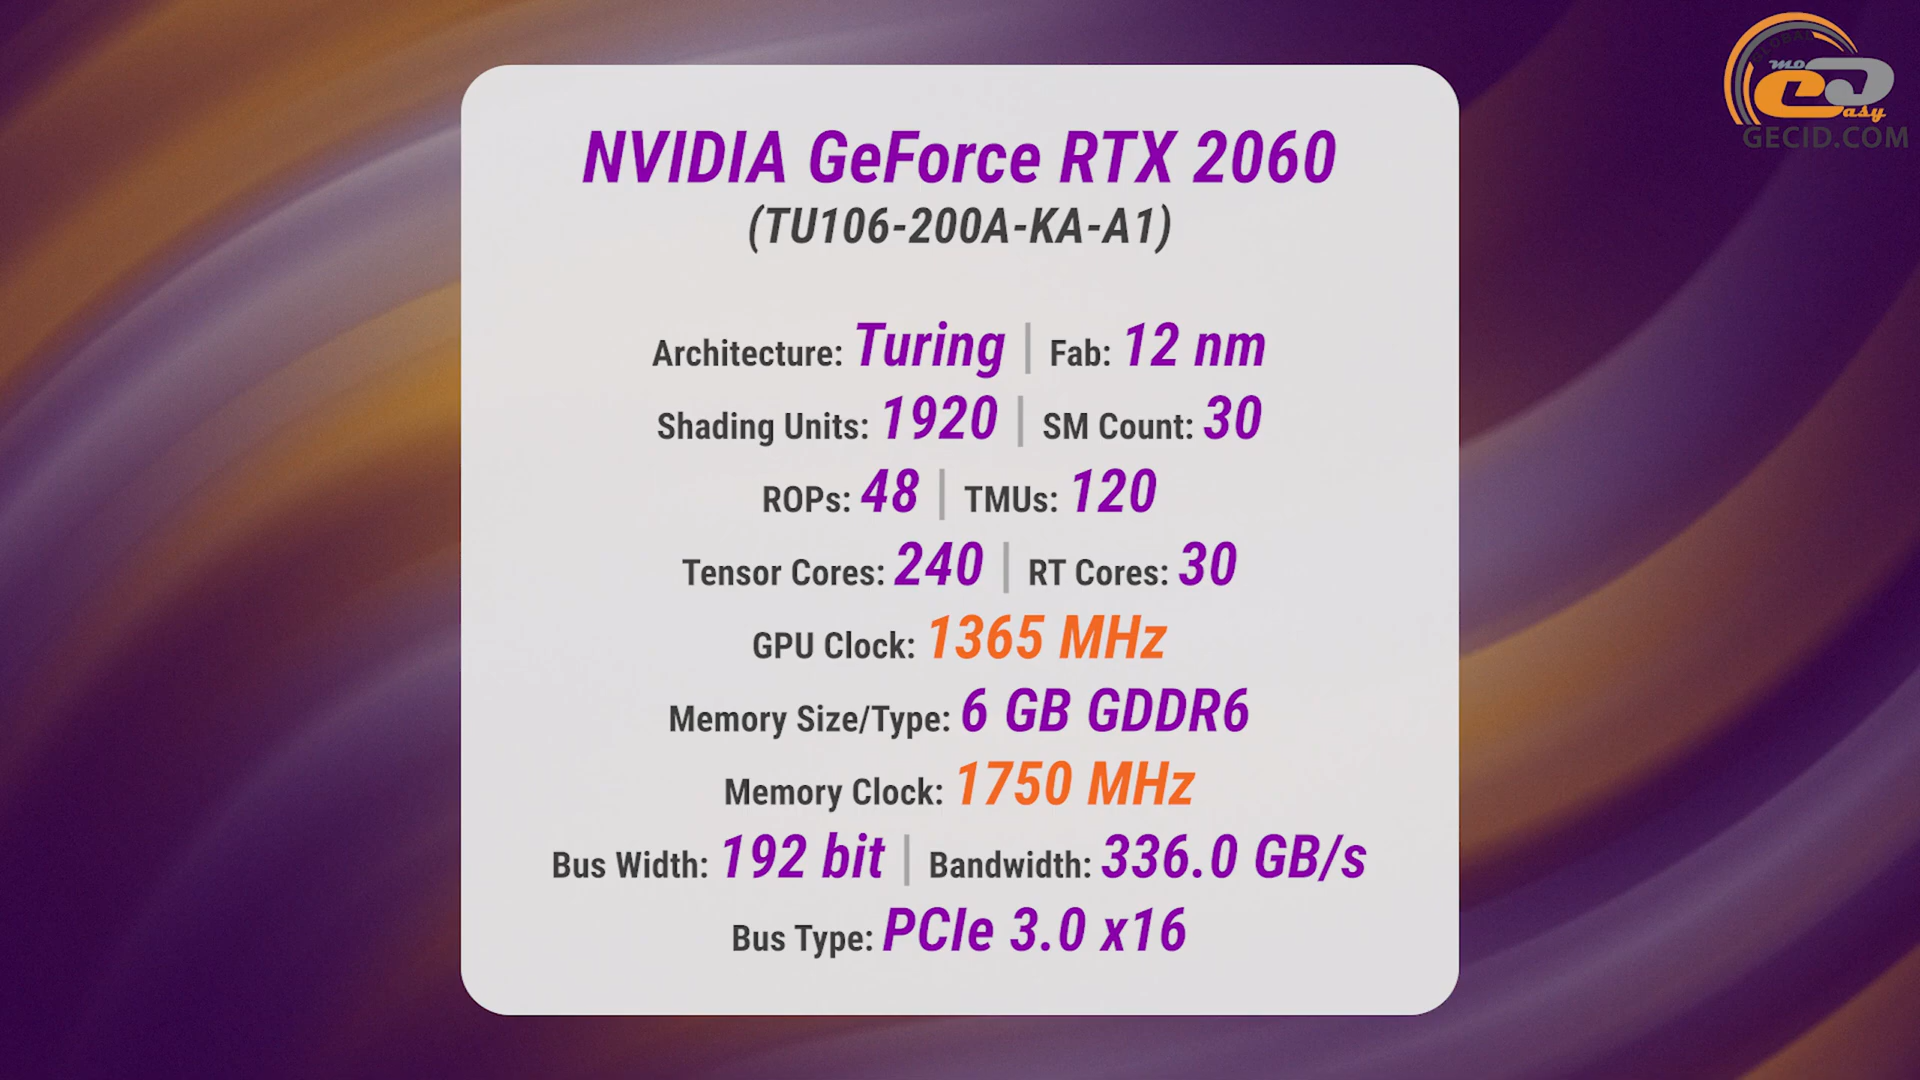 NVIDIA GeForce RTX 2060
(TU106-200A-KA-A1)
Architecture: Turing | Fab: 12 nm
Shading Units: 1920 | SM Count: 30
ROPs: 48 | TMUs: 120
Tensor Cores: 240 | RT Cores: 30
GPU Clock: 1365 MHz
Memory Size/Type: 6 GB GDDR6
Memory Clock: 1750 MHz
Bus Width: 192 bit | Bandwidth: 336.0 GB/s
Bus Type: PCIe 3.0 x16
GLOBAL
asy
GECID.COM